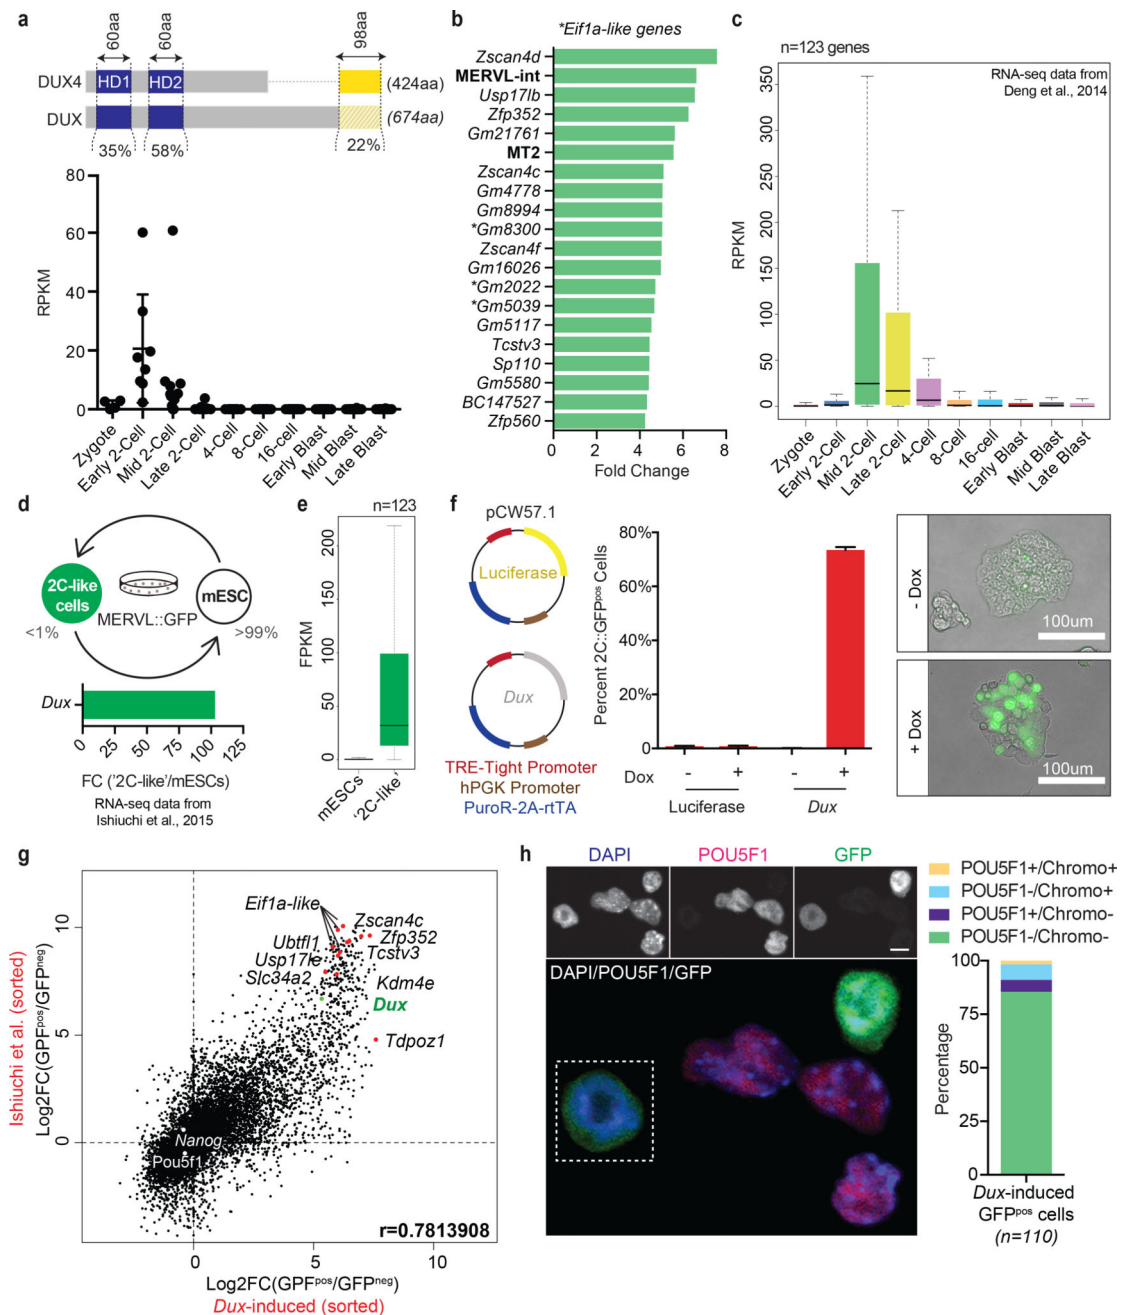 a
60aa
60aa
98aa
DUX4
HD1
HD2
(424aa)
DUX
(674aa)
35%
58%
22%
80
60
40
20
0
RPKM
Zygote
Early 2-Cell
Mid 2-Cell
Late 2-Cell
4-Cell
8-Cell
16-cell
Early Blast
Mid Blast
Late Blast
b
*Eif1a-like genes
Zscan4d
MERVL-int
Usp17lb
Zfp352
Gm21761
MT2
Zscan4c
Gm4778
Gm8994
*Gm8300
Zscan4f
Gm16026
*Gm2022
*Gm5039
Gm5117
Tcstv3
Sp110
Gm5580
BC147527
Zfp560
0 2 4 6 8
Fold Change
c
n=123 genes
RNA-seq data from
Deng et al., 2014
350
300
250
200
150
100
50
0
RPKM
Zygote
Early 2-Cell
Mid 2-Cell
Late 2-Cell
4-Cell
8-Cell
16-cell
Early Blast
Mid Blast
Late Blast
d
2C-like
cells
mESC
MERVL::GFP
<1%
>99%
Dux
0 25 50 75 100 125
FC ('2C-like'/mESCs)
RNA-seq data from
Ishiuchi et al., 2015
e
n=123
200
150
100
50
0
FPKM
mESCs
'2C-like'
f
pCW57.1
Luciferase
Dux
TRE-Tight Promoter
hPGK Promoter
PuroR-2A-rtTA
Percent 2C::GFPpos Cells
80%
60%
40%
20%
0
Dox - + - +
Luciferase Dux
- Dox
100um
+ Dox
100um
g
Ishiuchi et al. (sorted)
Log2FC(GPFpos/GFPneg)
10
5
0
Eif1a-like
Zscan4c
Ubtfl1
Zfp352
Usp17le
Tcstv3
Slc34a2
Kdm4e
Dux
Tdpoz1
Nanog
Pou5f1
r=0.7813908
0 5 10
Log2FC(GPFpos/GFPneg)
Dux-induced (sorted)
h
DAPI
POU5F1
GFP
DAPI/POU5F1/GFP
POU5F1+/Chromo+
POU5F1-/Chromo+
POU5F1+/Chromo-
POU5F1-/Chromo-
100
75
50
25
0
Percentage
Dux-induced
GFPpos cells
(n=110)